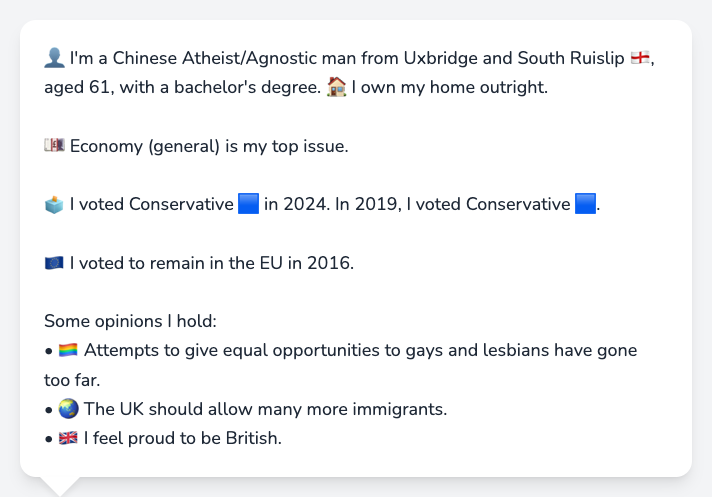 👤 I'm a Chinese Atheist/Agnostic man from Uxbridge and South Ruislip 🏴󠁧󠁢󠁥󠁮󠁧󠁿,
aged 61, with a bachelor's degree. 🏠 I own my home outright.
💷 Economy (general) is my top issue.
🗳️ I voted Conservative 🟦 in 2024. In 2019, I voted Conservative 🟦.
🇪🇺 I voted to remain in the EU in 2016.
Some opinions I hold:
• 🏳️‍🌈 Attempts to give equal opportunities to gays and lesbians have gone
too far.
• 🌏 The UK should allow many more immigrants.
• 🇬🇧 I feel proud to be British.